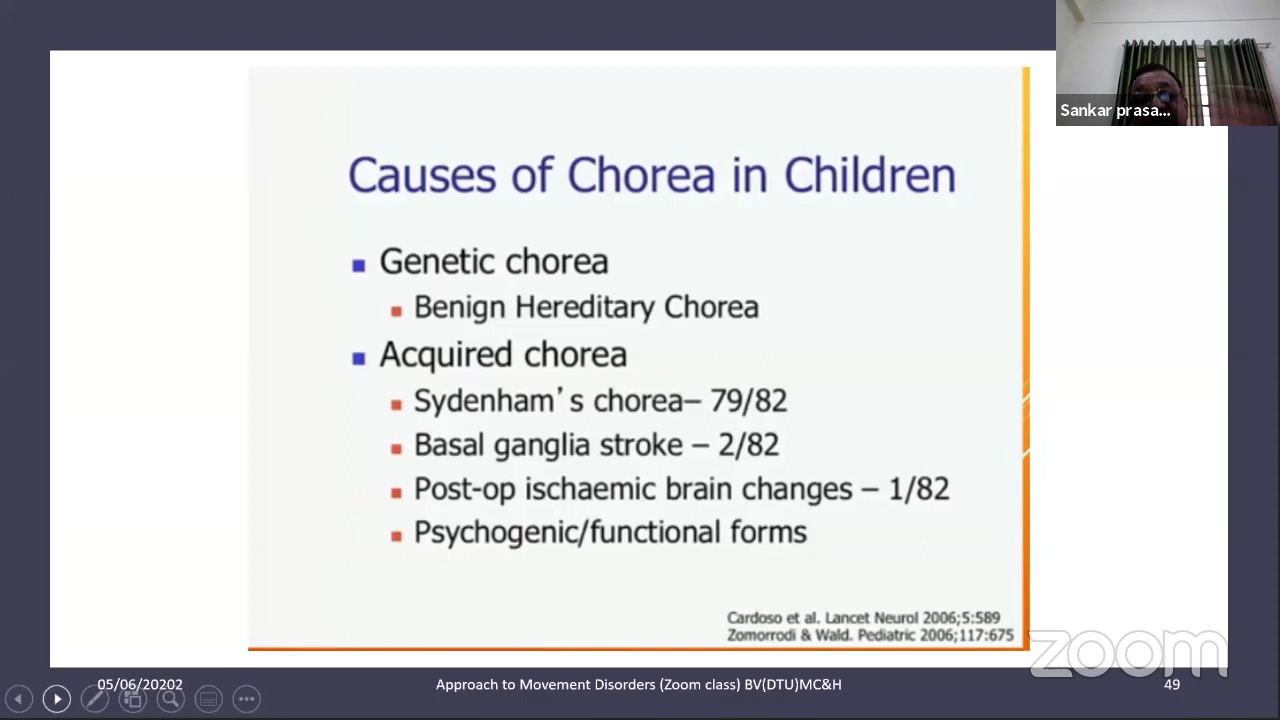 Sankar prasa...
Causes of Chorea in Children
Genetic chorea
Benign Hereditary Chorea
Acquired chorea
Sydenham's chorea– 79/82
Basal ganglia stroke – 2/82
Post-op ischaemic brain changes – 1/82
Psychogenic/functional forms
Cardoso et al. Lancet Neurol 2006;5:589
Zomorrodi & Wald. Pediatric 2006;117:675
zoom
05/06/20202
Approach to Movement Disorders (Zoom class) BV(DTU)MC&H
49